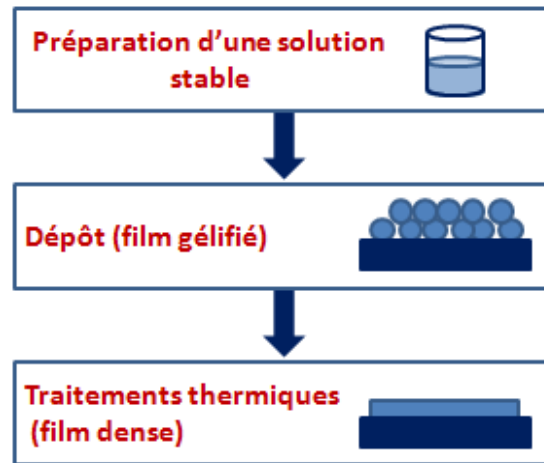 Préparation d'une solution
stable
Dépôt (film gélifié)
Traitements thermiques
(film dense)